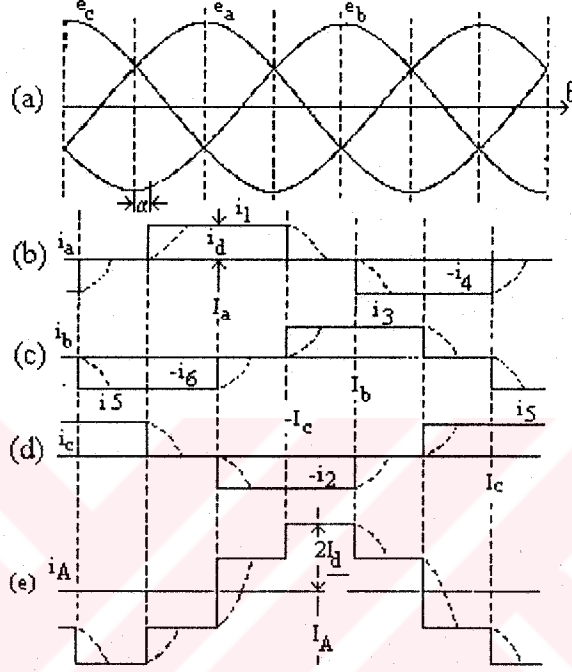 e_c e_a e_b
(a)
α
i_a i_1
(b) i_d -i_4
I_a i_3
i_b
(c) -i_6 I_b
i_5 -I_c i_5
i_c
(d) -i_2 I_c
2I_d
i_A
(e)
I_A